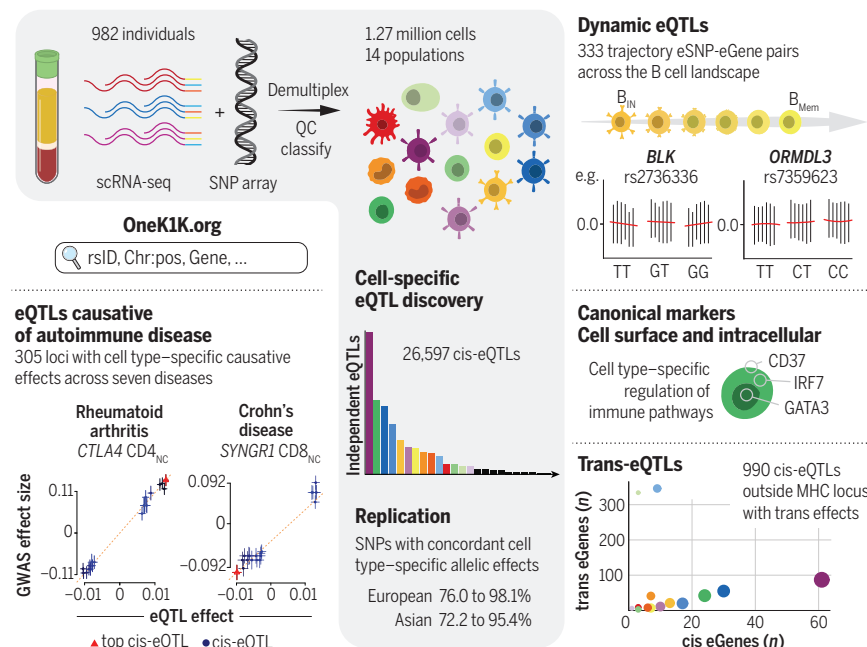 982 individuals
+
Demultiplex
QC
classify
scRNA-seq
SNP array
1.27 million cells
14 populations
OneK1K.org
rsID, Chr:pos, Gene, ...
eQTLs causative
of autoimmune disease
305 loci with cell type–specific causative
effects across seven diseases
Rheumatoid
arthritis
CTLA4 CD4NC
Crohn's
disease
SYNGR1 CD8NC
GWAS effect size
0.11
0
−0.11
−0.01
0
0.01
0.092
0
−0.092
−0.01
0
0.01
eQTL effect
top cis-eQTL
cis-eQTL
Cell-specific
eQTL discovery
Independent eQTLs
26,597 cis-eQTLs
Replication
SNPs with concordant cell
type–specific allelic effects
European 76.0 to 98.1%
Asian 72.2 to 95.4%
Dynamic eQTLs
333 trajectory eSNP-eGene pairs
across the B cell landscape
BIN
BMem
e.g.
BLK
rs2736336
0.0
TT GT GG
ORMDL3
rs7359623
0.0
TT CT CC
Canonical markers
Cell surface and intracellular
Cell type–specific
regulation of
immune pathways
CD37
IRF7
GATA3
Trans-eQTLs
990 cis-eQTLs
outside MHC locus
with trans effects
trans eGenes (n)
300
200
100
0 20 40 60
cis eGenes (n)